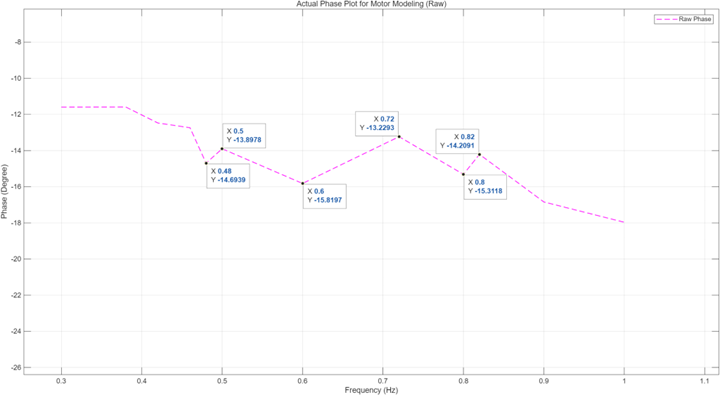 Actual Phase Plot for Motor Modeling (Raw)
Raw Phase
-8
-10
-12
-14
-16
-18
-20
-22
-24
-26
Phase (Degree)
X 0.48
Y -14.6939
X 0.5
Y -13.8978
X 0.6
Y -15.8197
X 0.72
Y -13.2293
X 0.8
Y -15.3118
X 0.82
Y -14.2091
0.3 0.4 0.5 0.6 0.7 0.8 0.9 1 1.1
Frequency (Hz)